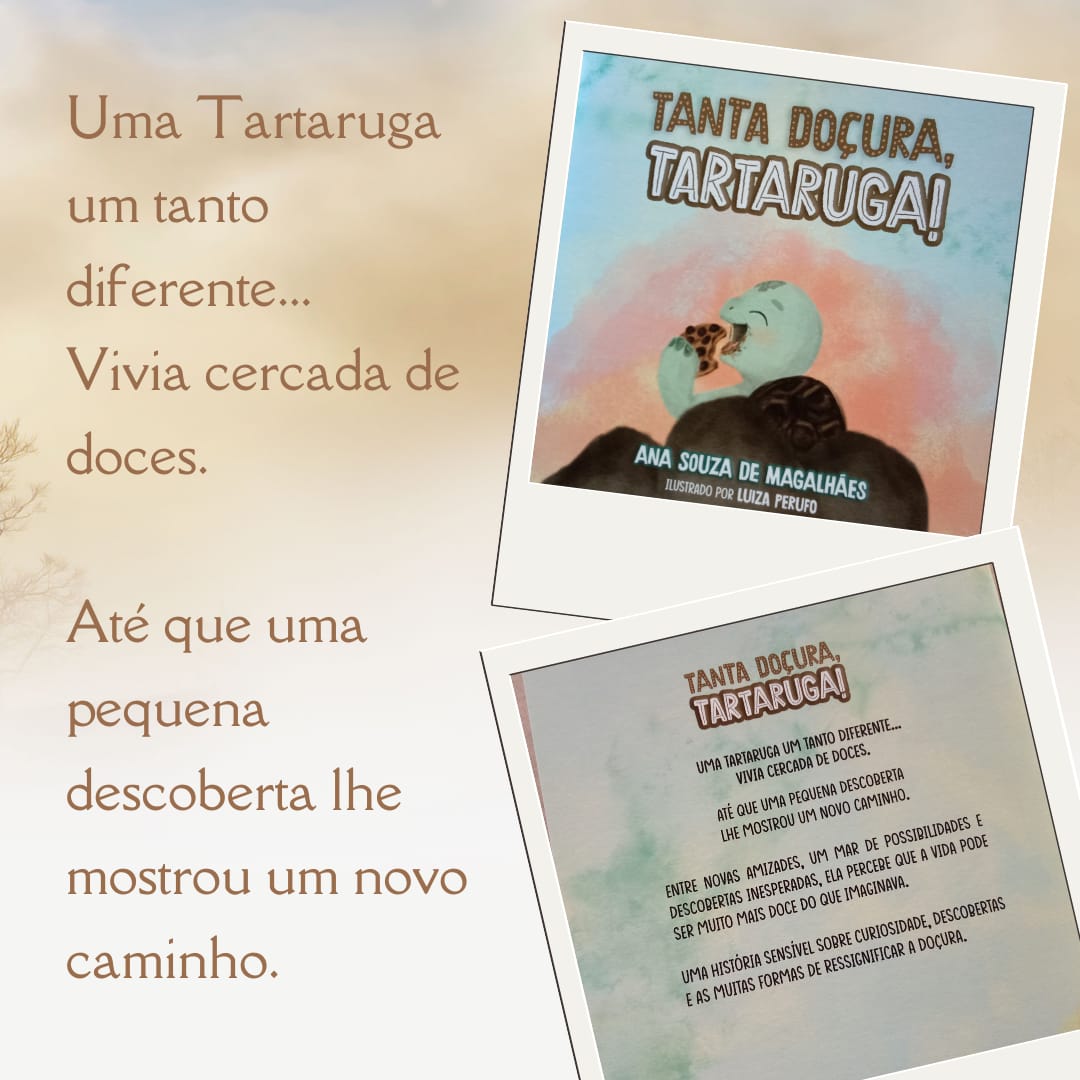 Uma Tartaruga
um tanto
diferente...
Vivia cercada de
doces.
Até que uma
pequena
descoberta lhe
mostrou um novo
caminho.
TANTA DOÇURA,
TARTARUGA!
ANA SOUZA DE MAGALHÃES
ILUSTRADO POR LUIZA PERUFO
TANTA DOÇURA,
TARTARUGA!
UMA TARTARUGA UM TANTO DIFERENTE...
VIVIA CERCADA DE DOCES.
ATÉ QUE UMA PEQUENA DESCOBERTA
LHE MOSTROU UM NOVO CAMINHO.
ENTRE NOVAS AMIZADES, UM MAR DE POSSIBILIDADES E
DESCOBERTAS INESPERADAS, ELA PERCEBE QUE A VIDA PODE
SER MUITO MAIS DOCE DO QUE IMAGINAVA.
UMA HISTÓRIA SENSÍVEL SOBRE CURIOSIDADE, DESCOBERTAS
E AS MUITAS FORMAS DE RESSIGNIFICAR A DOÇURA.